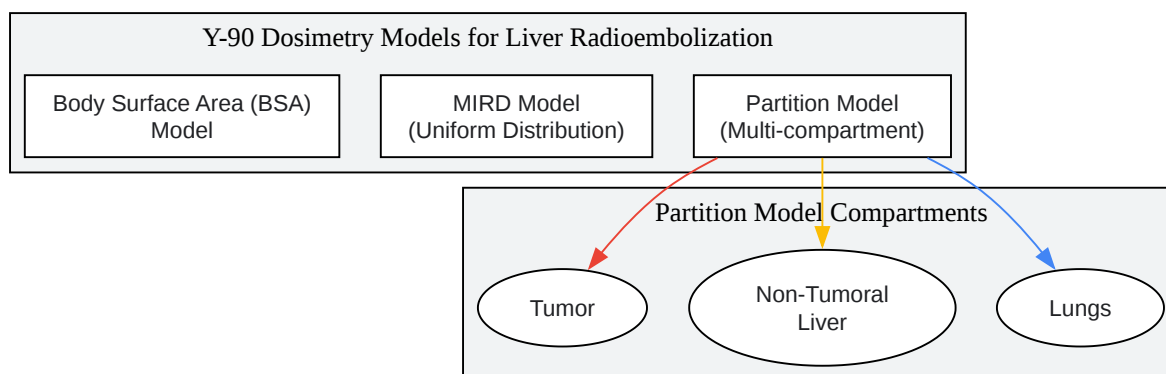 Y-90 Dosimetry Models for Liver Radioembolization
Body Surface Area (BSA)
Model
MIRD Model
(Uniform Distribution)
Partition Model
(Multi-compartment)
Partition Model Compartments
Tumor
Non-Tumoral
Liver
Lungs